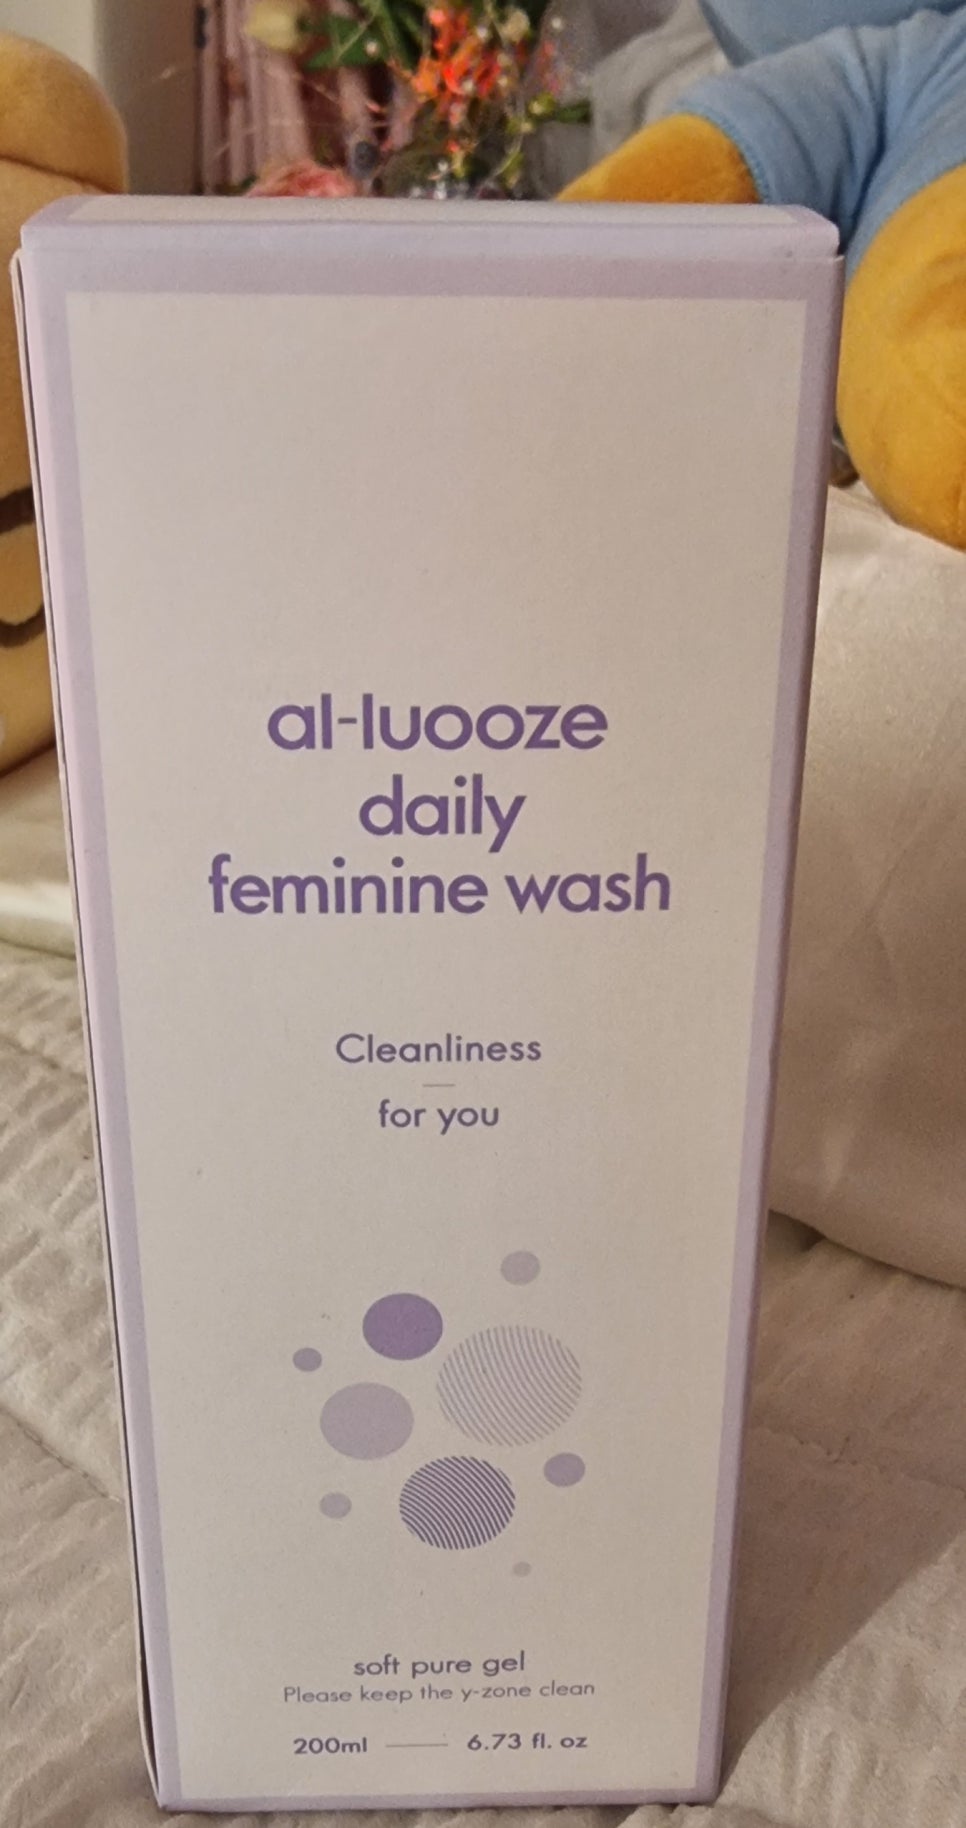 al-luooze
daily
feminine wash
Cleanliness
for you
soft pure gel
Please keep the y-zone clean
200ml 6.73 fl. oz